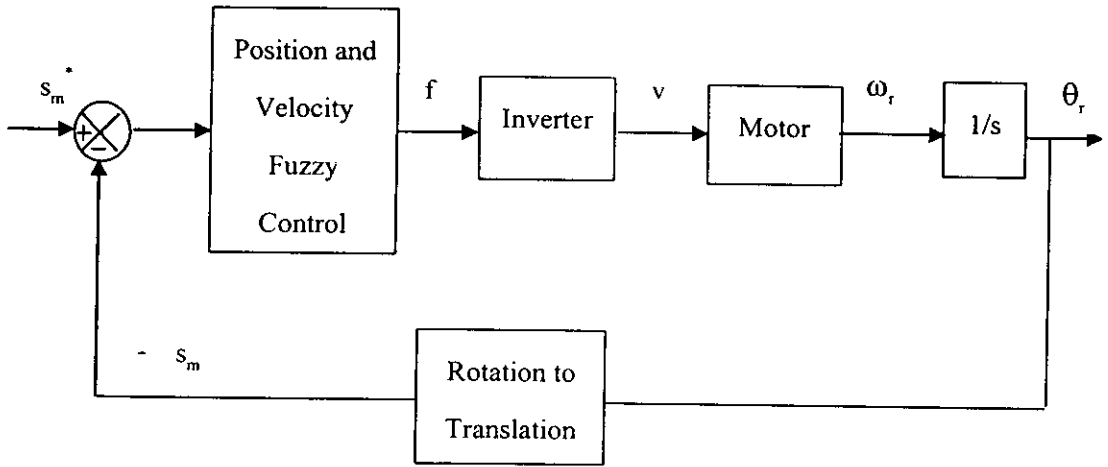 Position and
Velocity
Fuzzy
Control
s_m^*
+
−
f
Inverter
v
Motor
ω_r
1/s
θ_r
- s_m
Rotation to
Translation